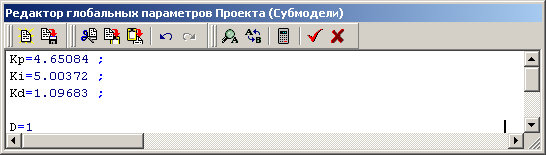 Редактор глобальных параметров Проекта (Субмодели)
Kp=4.65084 ;
Ki=5.00372 ;
Kd=1.09683 ;
D=1